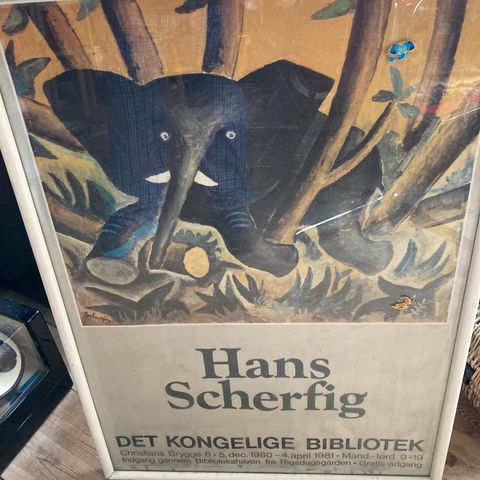 Scherfig
Hans
Scherfig
DET KONGELIGE BIBLIOTEK
Christians Brygge 8 • 5. dec. 1980 - 4. april 1981 • Mand.-lørd. 9-19
Indgang gennem Bibliotekshaven fra Rigsdagsgården • Gratis adgang